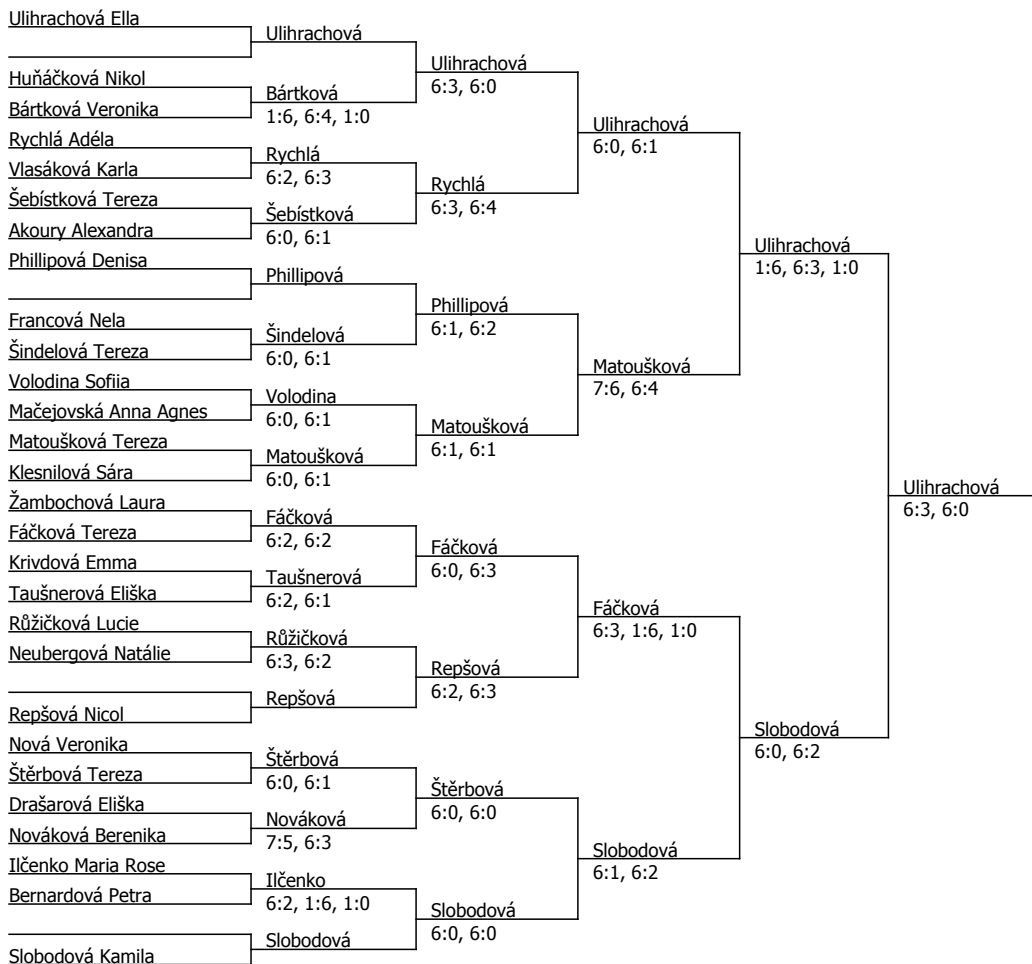 Ulihrachová Ella
Ulihrachová
Ulihrachová
6:3, 6:0
Huňáčková Nikol
Bártková
1:6, 6:4, 1:0
Bártková Veronika
Ulihrachová
6:0, 6:1
Rychlá Adéla
Rychlá
6:2, 6:3
Vlasáková Karla
Rychlá
6:3, 6:4
Šebístková Tereza
Šebístková
6:0, 6:1
Akoury Alexandra
Ulihrachová
1:6, 6:3, 1:0
Phillipová Denisa
Phillipová
Phillipová
6:1, 6:2
Francová Nela
Šindelová
6:0, 6:1
Šindelová Tereza
Matoušková
7:6, 6:4
Volodina Sofiia
Volodina
6:0, 6:1
Mačejovská Anna Agnes
Matoušková
6:1, 6:1
Matoušková Tereza
Matoušková
6:0, 6:1
Klesnilová Sára
Ulihrachová
6:3, 6:0
Žambochová Laura
Fáčková
6:2, 6:2
Fáčková Tereza
Fáčková
6:0, 6:3
Krivdová Emma
Taušnerová
6:2, 6:1
Taušnerová Eliška
Fáčková
6:3, 1:6, 1:0
Růžičková Lucie
Růžičková
6:3, 6:2
Neubergová Natálie
Repšová
6:2, 6:3
Repšová
Repšová Nicol
Slobodová
6:0, 6:2
Nová Veronika
Štěrbová
6:0, 6:1
Štěrbová Tereza
Štěrbová
6:0, 6:0
Drašarová Eliška
Nováková
7:5, 6:3
Nováková Berenika
Slobodová
6:1, 6:2
Ilčenko Maria Rose
Ilčenko
6:2, 1:6, 1:0
Bernardová Petra
Slobodová
6:0, 6:0
Slobodová
Slobodová Kamila